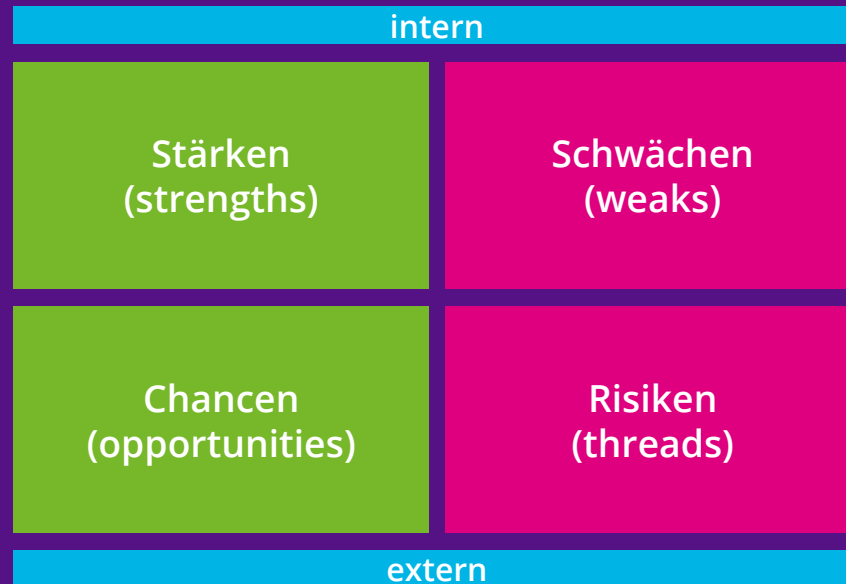 intern
Stärken
(strengths)
Schwächen
(weaks)
Chancen
(opportunities)
Risiken
(threads)
extern